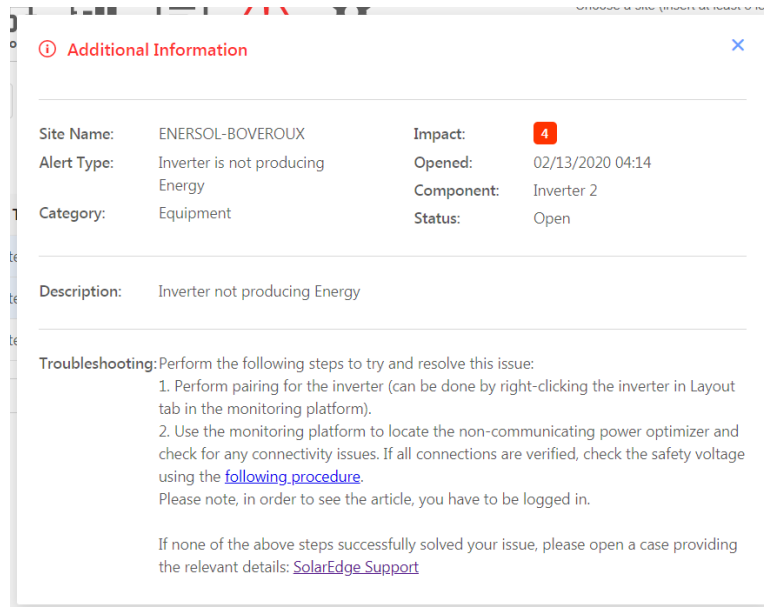 Additional Information
Site Name: ENERSOL-BOVEROUX
Impact: 4
Alert Type: Inverter is not producing
Energy
Opened: 02/13/2020 04:14
Component: Inverter 2
Category: Equipment
Status: Open
Description: Inverter not producing Energy
Troubleshooting: Perform the following steps to try and resolve this issue:
1. Perform pairing for the inverter (can be done by right-clicking the inverter in Layout
tab in the monitoring platform).
2. Use the monitoring platform to locate the non-communicating power optimizer and
check for any connectivity issues. If all connections are verified, check the safety voltage
using the following procedure.
Please note, in order to see the article, you have to be logged in.
If none of the above steps successfully solved your issue, please open a case providing
the relevant details: SolarEdge Support